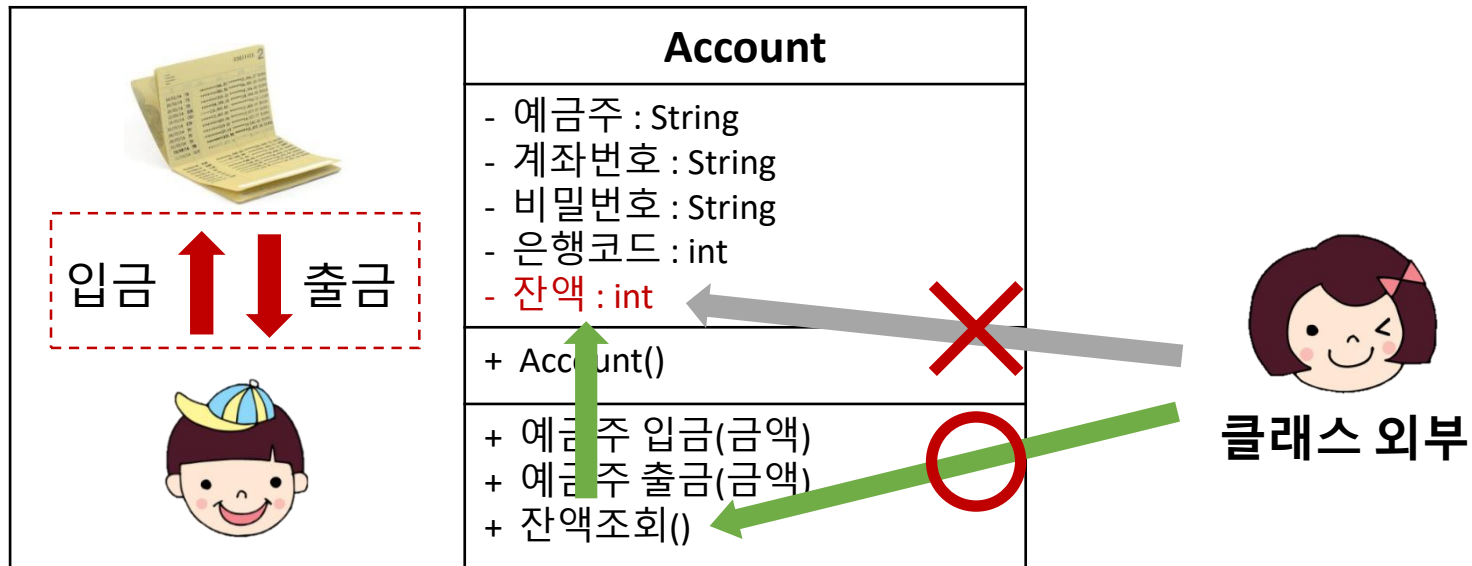 입금
출금
Account
- 예금주 : String
- 계좌번호 : String
- 비밀번호 : String
- 은행코드 : int
- 잔액 : int
+ Account()
+ 예금주 입금(금액)
+ 예금주 출금(금액)
+ 잔액조회()
클래스 외부